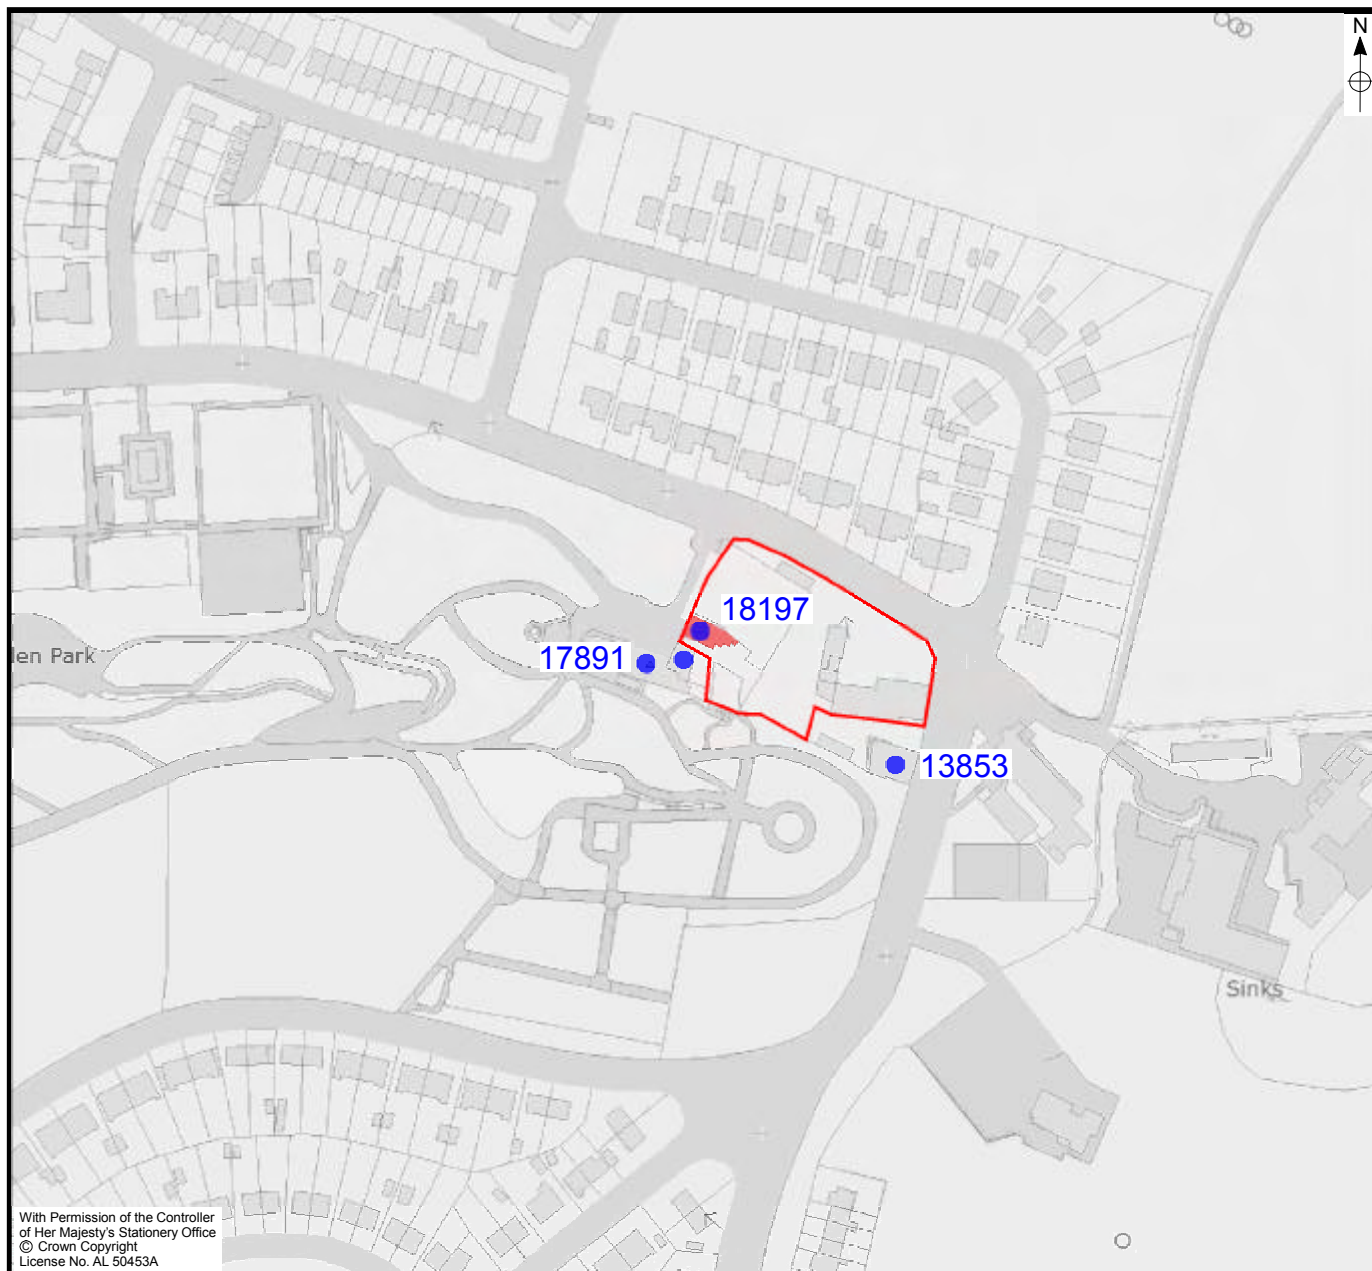 N
18197
17891
len Park
13853
Sinks
With Permission of the Controller
of Her Majesty's Stationery Office
© Crown Copyright
License No. AL 50453A